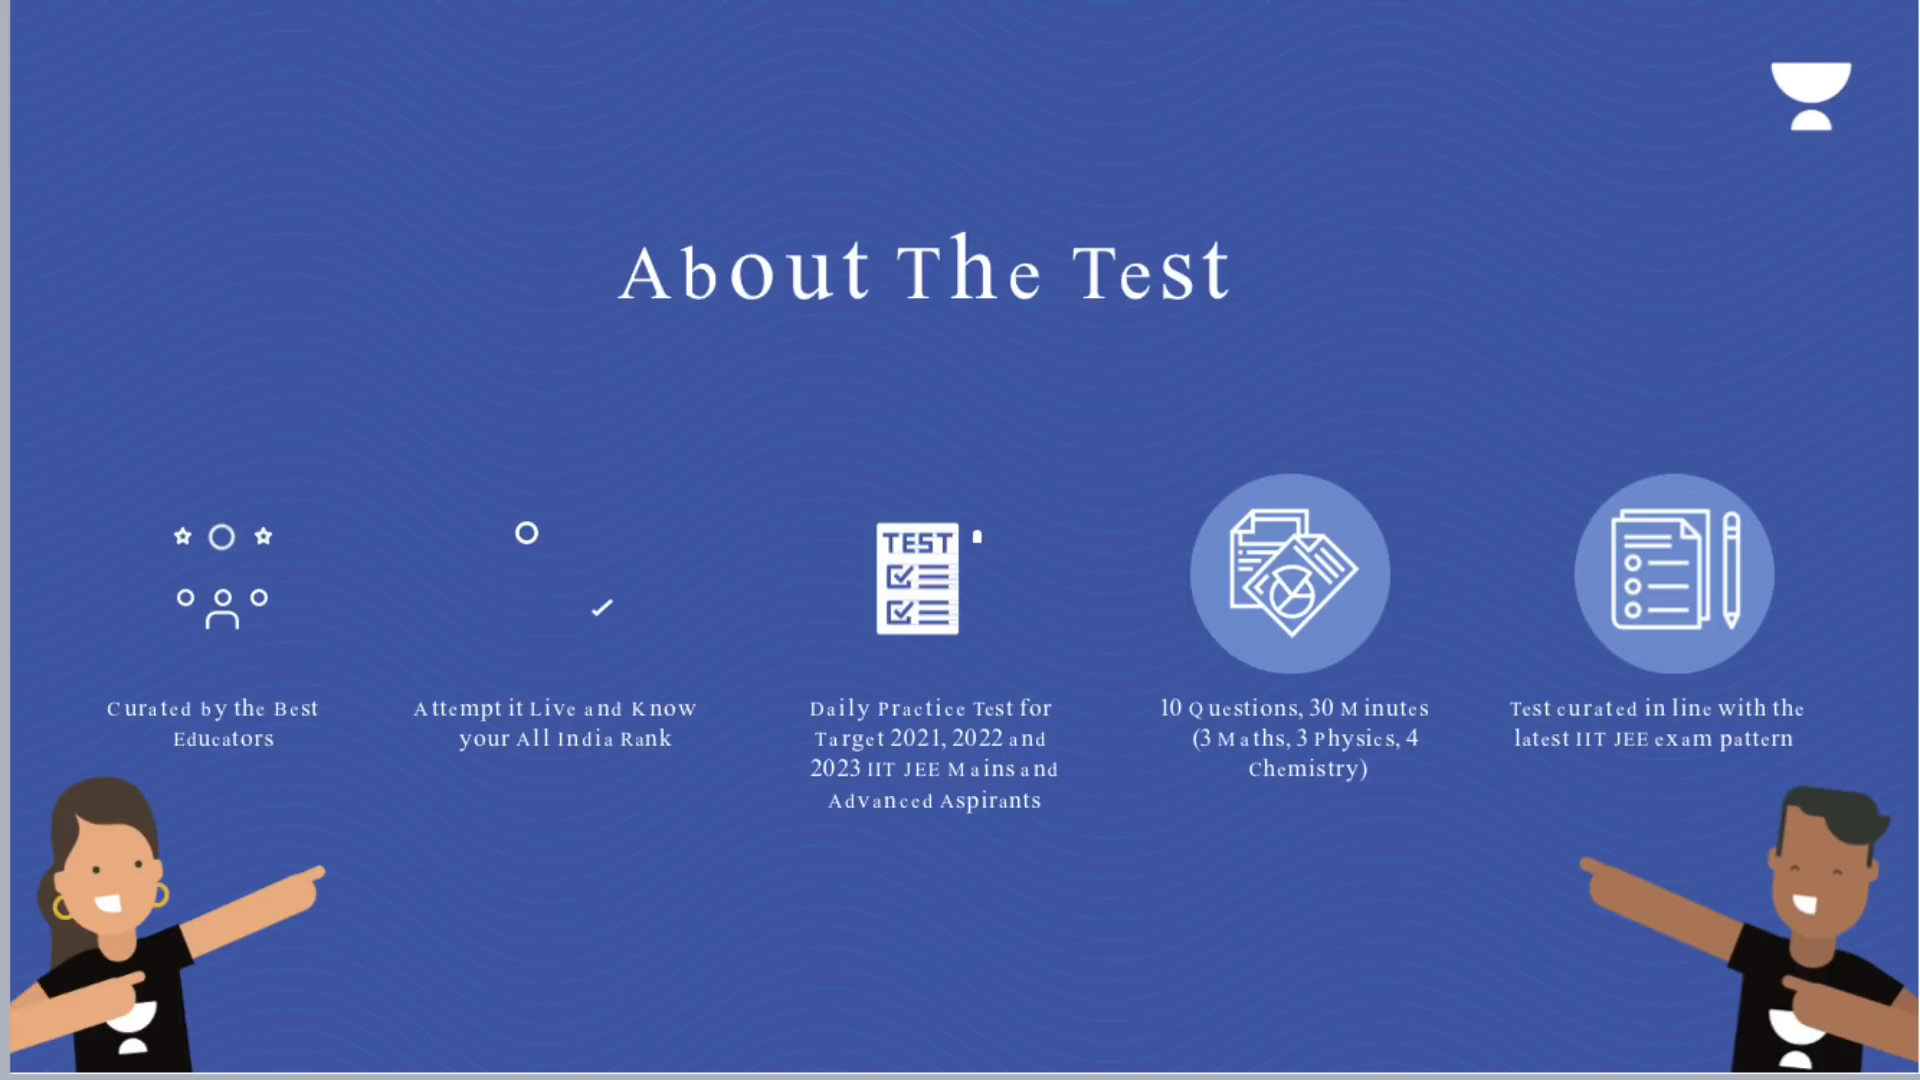 About The Test
TEST
Curated by the Best
Educators
Attempt it Live and Know
your All India Rank
Daily Practice Test for
Target 2021, 2022 and
2023 IIT JEE Mains and
Advanced Aspirants
10 Questions, 30 Minutes
(3 Maths, 3 Physics, 4
Chemistry)
Test curated in line with the
latest IIT JEE exam pattern